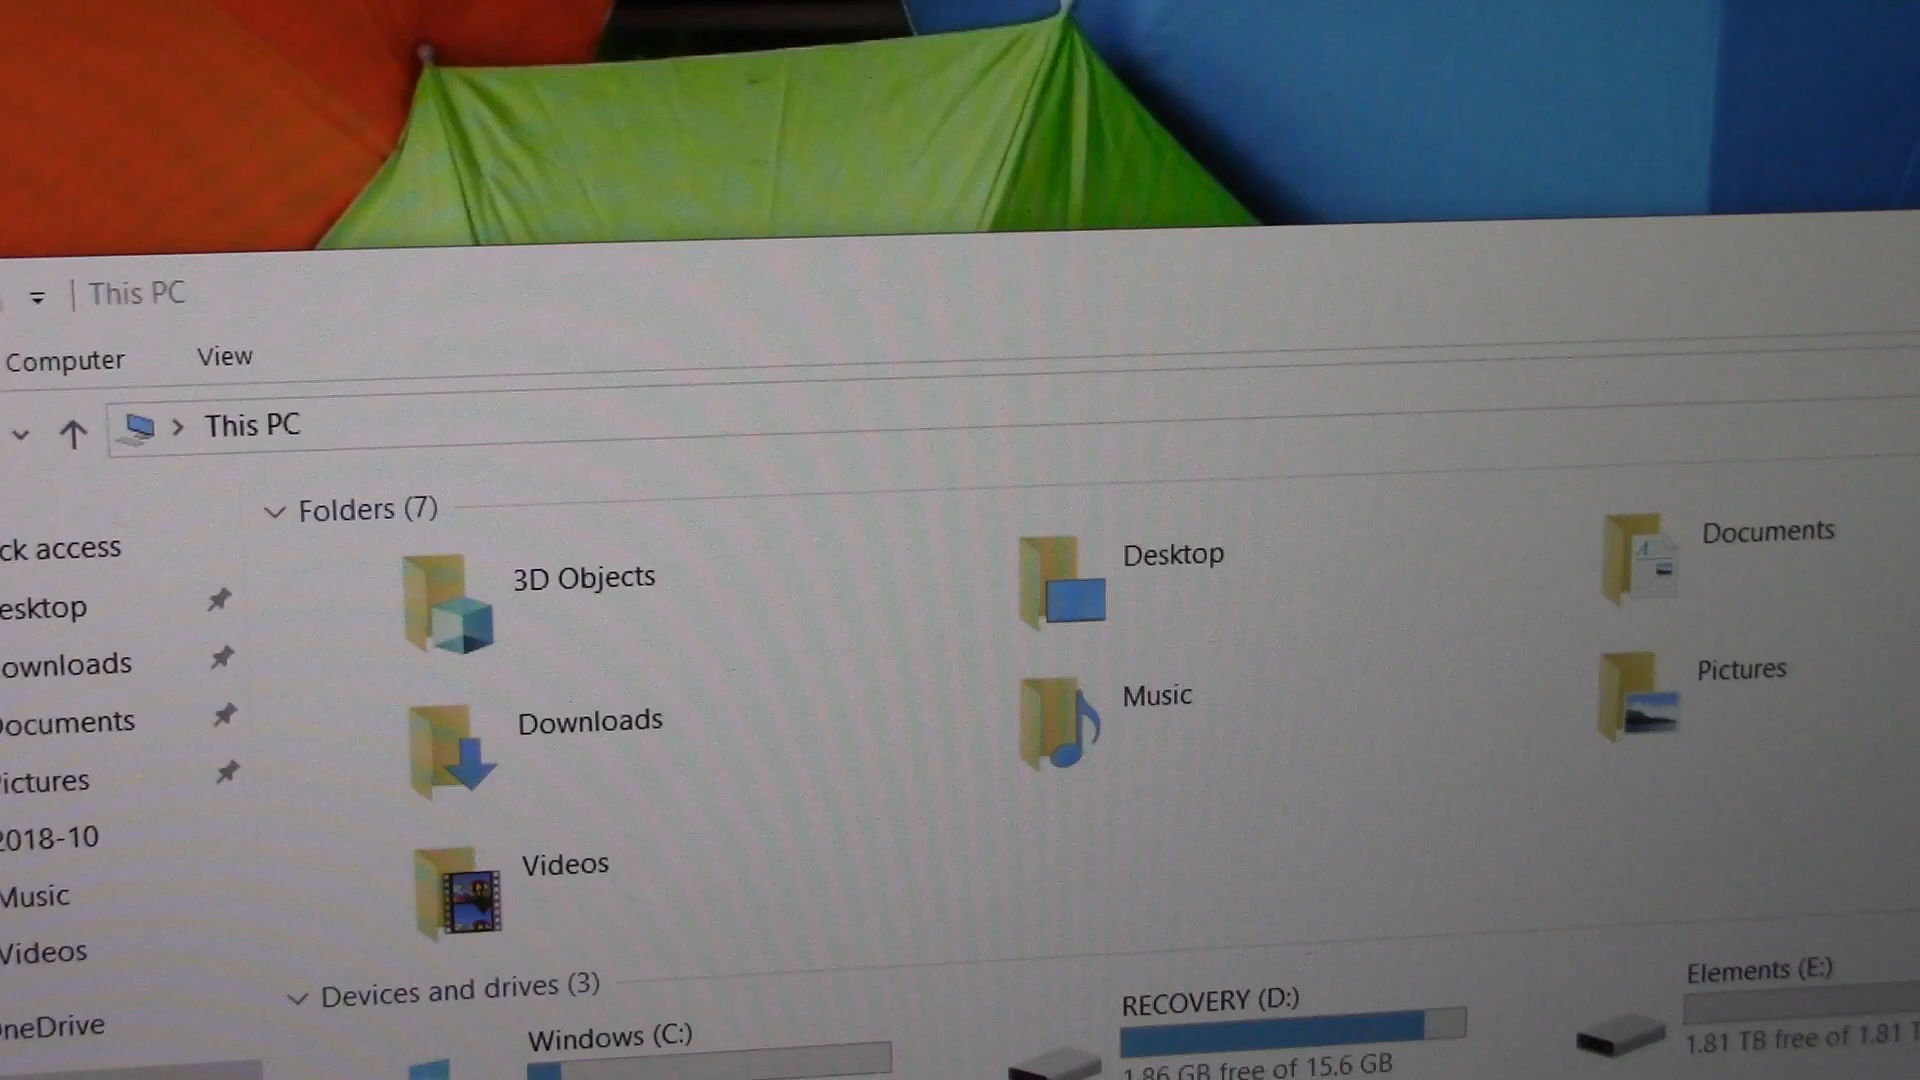 This PC
Computer View
This PC
Folders (7)
ck access
esktop
ownloads
ocuments
ictures
2018-10
Music
Videos
neDrive
3D Objects
Desktop
Documents
Downloads
Music
Pictures
Videos
Devices and drives (3)
Windows (C:)
RECOVERY (D:)
1.86 GB free of 15.6 GB
Elements (E:)
1.81 TB free of 1.81 T